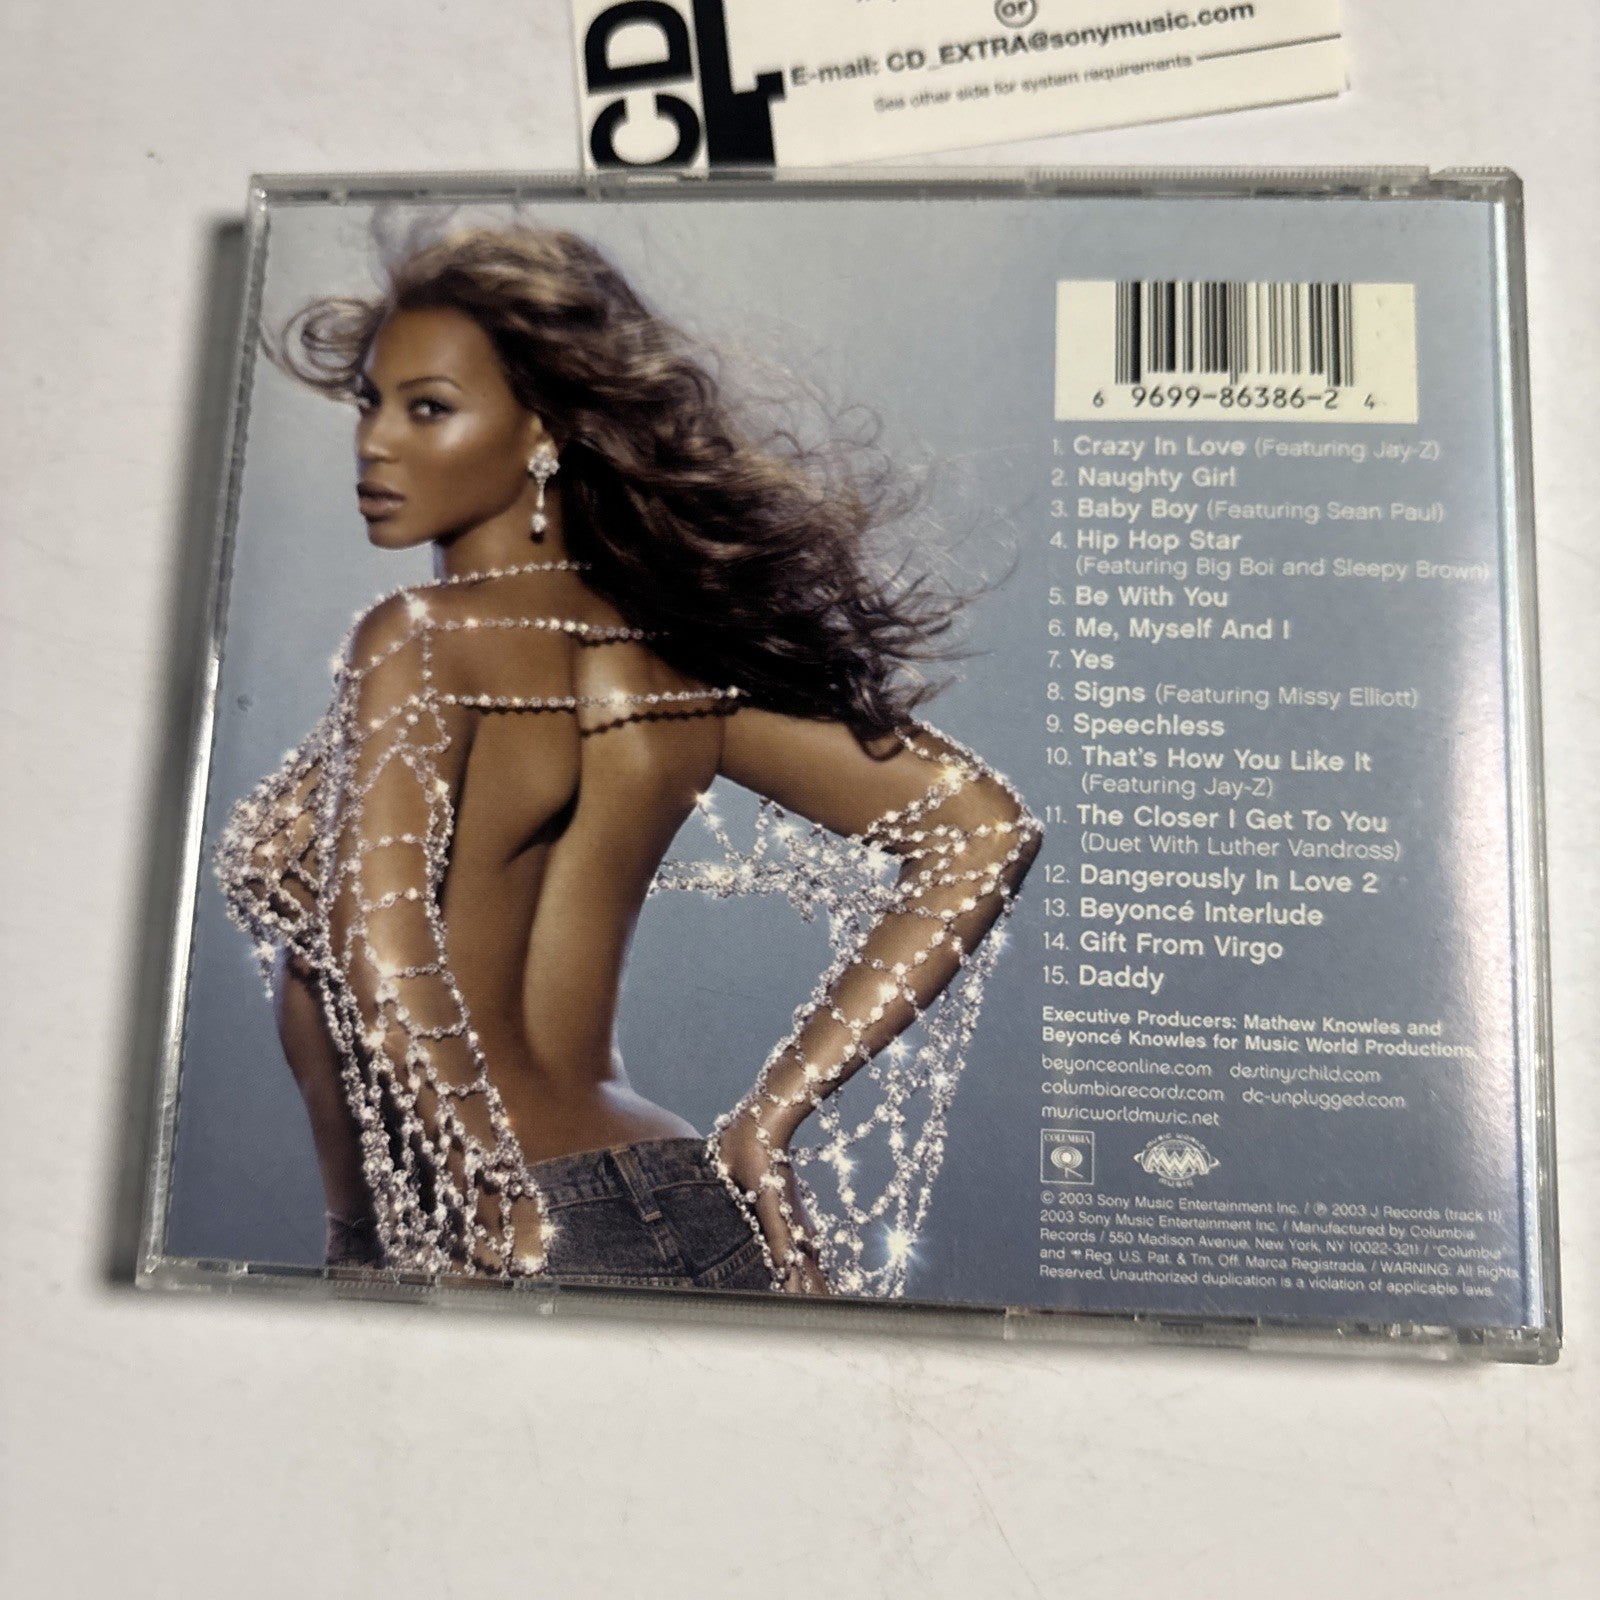 CD
or
E-mail: CD_EXTRA@sonymusic.com
See other side for system requirements
6 9699-86386-2 4
1. Crazy In Love (Featuring Jay-Z)
2. Naughty Girl
3. Baby Boy (Featuring Sean Paul)
4. Hip Hop Star
(Featuring Big Boi and Sleepy Brown)
5. Be With You
6. Me, Myself And I
7. Yes
8. Signs (Featuring Missy Elliott)
9. Speechless
10. That's How You Like It
(Featuring Jay-Z)
11. The Closer I Get To You
(Duet With Luther Vandross)
12. Dangerously In Love 2
13. Beyoncé Interlude
14. Gift From Virgo
15. Daddy
Executive Producers: Mathew Knowles and
Beyoncé Knowles for Music World Productions.
beyonceonline.com destinyschild.com
columbiarecords.com dc-unplugged.com
musicworldmusic.net
COLUMBIA
MUSIC WORLD
MWM
MUSIC
© 2003 Sony Music Entertainment Inc. / ℗ 2003 J Records (track 11)
2003 Sony Music Entertainment Inc. / Manufactured by Columbia
Records / 550 Madison Avenue, New York, NY 10022-3211 / "Columbia"
and Reg. U.S. Pat. & Tm. Off. Marca Registrada. / WARNING: All Rights
Reserved. Unauthorized duplication is a violation of applicable laws.